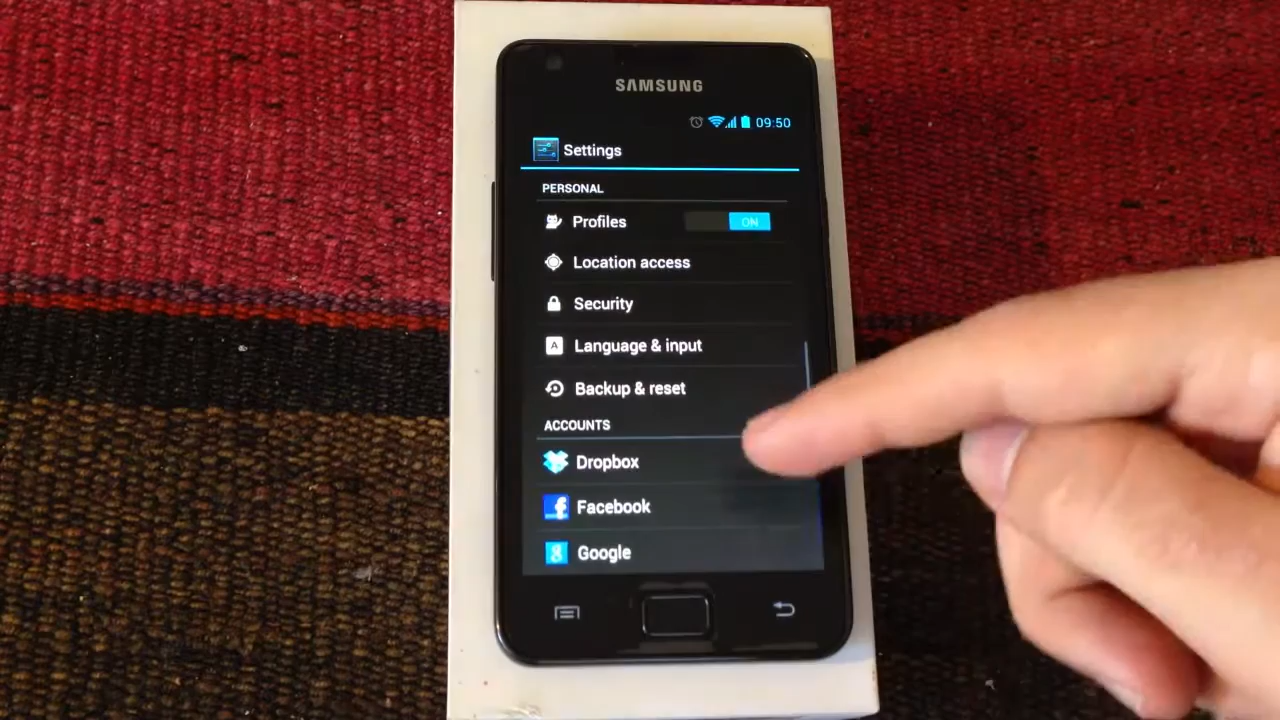 SAMSUNG
09:50
Settings
PERSONAL
Profiles ON
Location access
Security
A Language & input
Backup & reset
ACCOUNTS
Dropbox
f Facebook
g Google